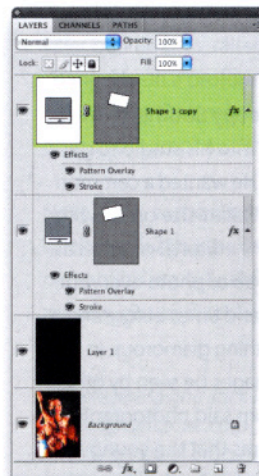 LAYERS CHANNELS PATHS
Normal Opacity: 100%
Lock: Fill: 100%
Shape 1 copy fx
Effects
Pattern Overlay
Stroke
Shape 1 fx
Effects
Pattern Overlay
Stroke
Layer 1
Background
fx.